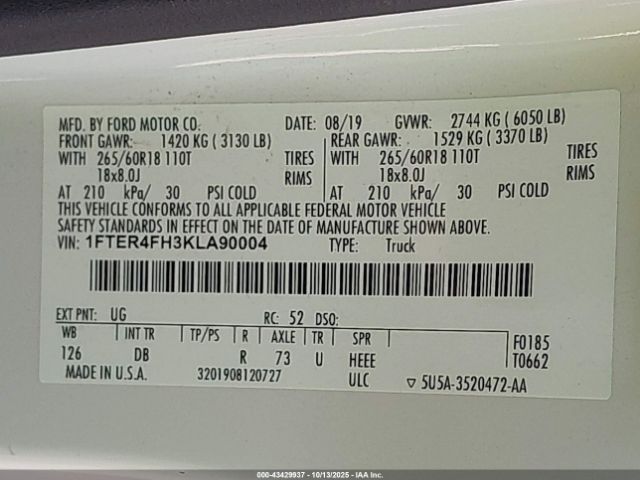 MFD. BY FORD MOTOR CO. DATE: 08/19 GVWR: 2744 KG ( 6050 LB)
FRONT GAWR: 1420 KG ( 3130 LB) REAR GAWR: 1529 KG ( 3370 LB)
WITH 265/60R18 110T TIRES WITH 265/60R18 110T TIRES
18x8.0J RIMS 18x8.0J RIMS
AT 210 kPa/ 30 PSI COLD AT 210 kPa/ 30 PSI COLD
THIS VEHICLE CONFORMS TO ALL APPLICABLE FEDERAL MOTOR VEHICLE
SAFETY STANDARDS IN EFFECT ON THE DATE OF MANUFACTURE SHOWN ABOVE.
VIN: 1FTER4FH3KLA90004 TYPE: Truck
EXT PNT: UG RC: 52 DSO:
WB INT TR TP/PS R AXLE TR SPR F0185
126 DB R 73 U HEEE T0662
MADE IN U.S.A. 3201908120727 ULC ▽ 5U5A-3520472-AA
000-43429937 - 10/13/2025 - IAA Inc.